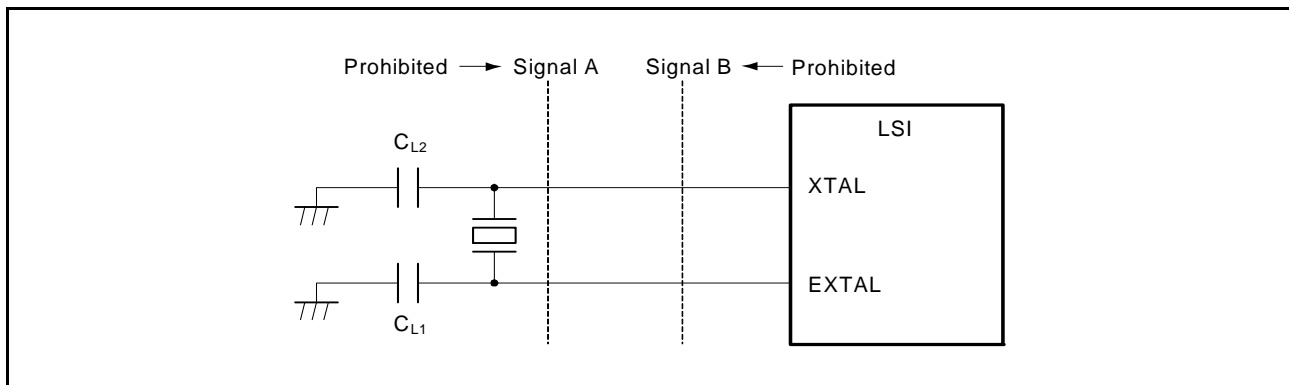 Prohibited Signal A Signal B Prohibited
LSI
CL2
XTAL
EXTAL
CL1